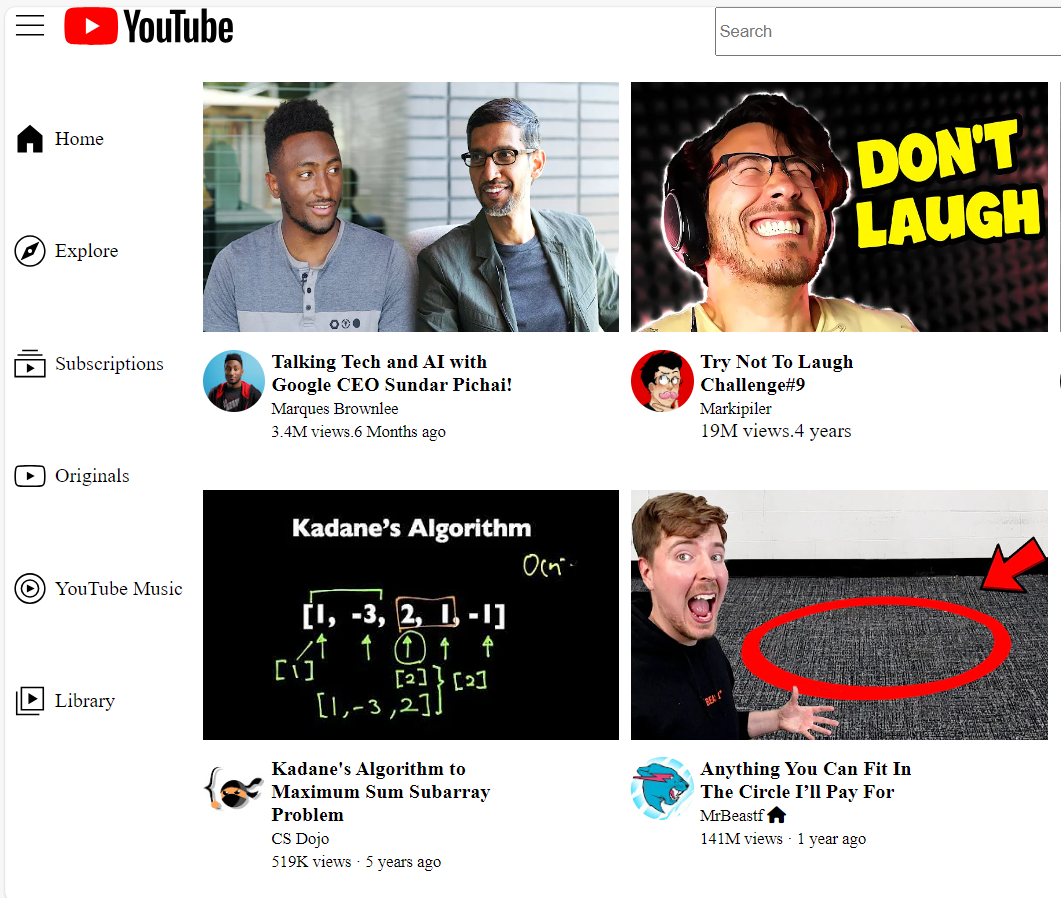 YouTube
Search
Home
Explore
Subscriptions
Originals
YouTube Music
Library
DON'T
LAUGH
Talking Tech and AI with
Google CEO Sundar Pichai!
Marques Brownlee
3.4M views.6 Months ago
Try Not To Laugh
Challenge#9
Markipiler
19M views.4 years
Kadane's Algorithm
[1, -3, 2, 1, -1]
[1]
[2]
[2]
[1,-3,2]
Kadane's Algorithm to
Maximum Sum Subarray
Problem
CS Dojo
519K views · 5 years ago
Anything You Can Fit In
The Circle I’ll Pay For
MrBeastf
141M views · 1 year ago